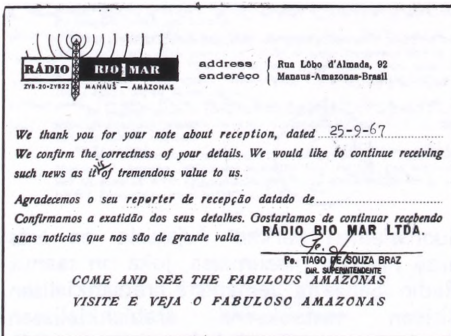 RÁDIO RIO MAR
ZYS-20-ZYB22 MANAUS — AMAZONAS
address Rua Lôbo d'Almada, 92
enderêço Manaus-Amazonas-Brasil
We thank you for your note about reception, dated 25-9-67
We confirm the correctness of your details. We would like to continue receiving
such news as it is of tremendous value to us.
Agradecemos o seu reporter de recepção datado de
Confirmamos a exatidão dos seus detalhes. Gostariamos de continuar recebendo
suas notícias que nos são de grande valia.
RÁDIO RIO MAR LTDA.
Pe. TIAGO DE SOUZA BRAZ
DIR. SUPERINTENDENTE
COME AND SEE THE FABULOUS AMAZONAS
VISITE E VEJA O FABULOSO AMAZONAS